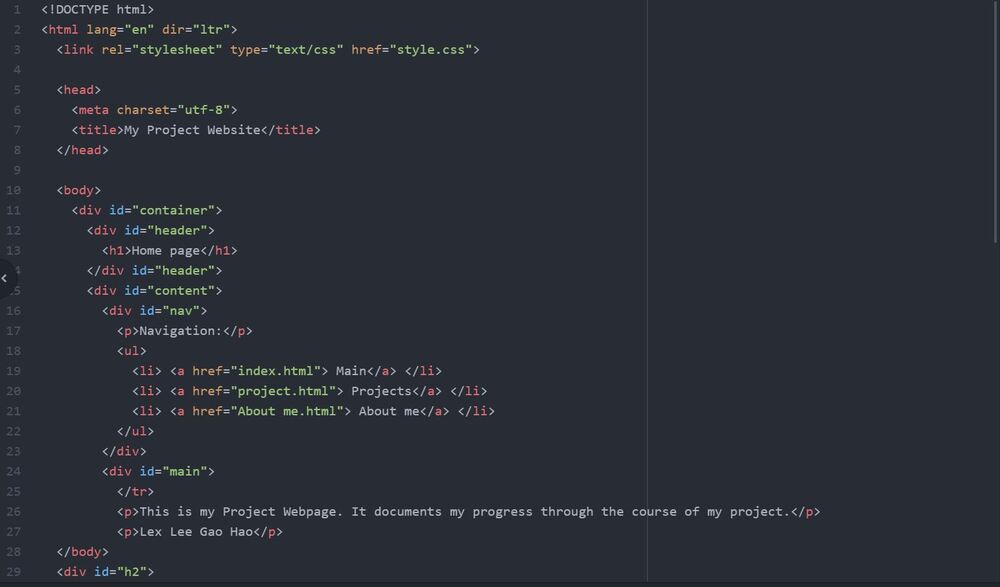 1 <!DOCTYPE html>
2 <html lang="en" dir="ltr">
3 <link rel="stylesheet" type="text/css" href="style.css">
4
5 <head>
6 <meta charset="utf-8">
7 <title>My Project Website</title>
8 </head>
9
10 <body>
11 <div id="container">
12 <div id="header">
13 <h1>Home page</h1>
</div id="header">
<div id="content">
16 <div id="nav">
17 <p>Navigation:</p>
18 <ul>
19 <li> <a href="index.html"> Main</a> </li>
20 <li> <a href="project.html"> Projects</a> </li>
21 <li> <a href="About me.html"> About me</a> </li>
22 </ul>
23 </div>
24 <div id="main">
25 </tr>
26 <p>This is my Project Webpage. It documents my progress through the course of my project.</p>
27 <p>Lex Lee Gao Hao</p>
28 </body>
29 <div id="h2">